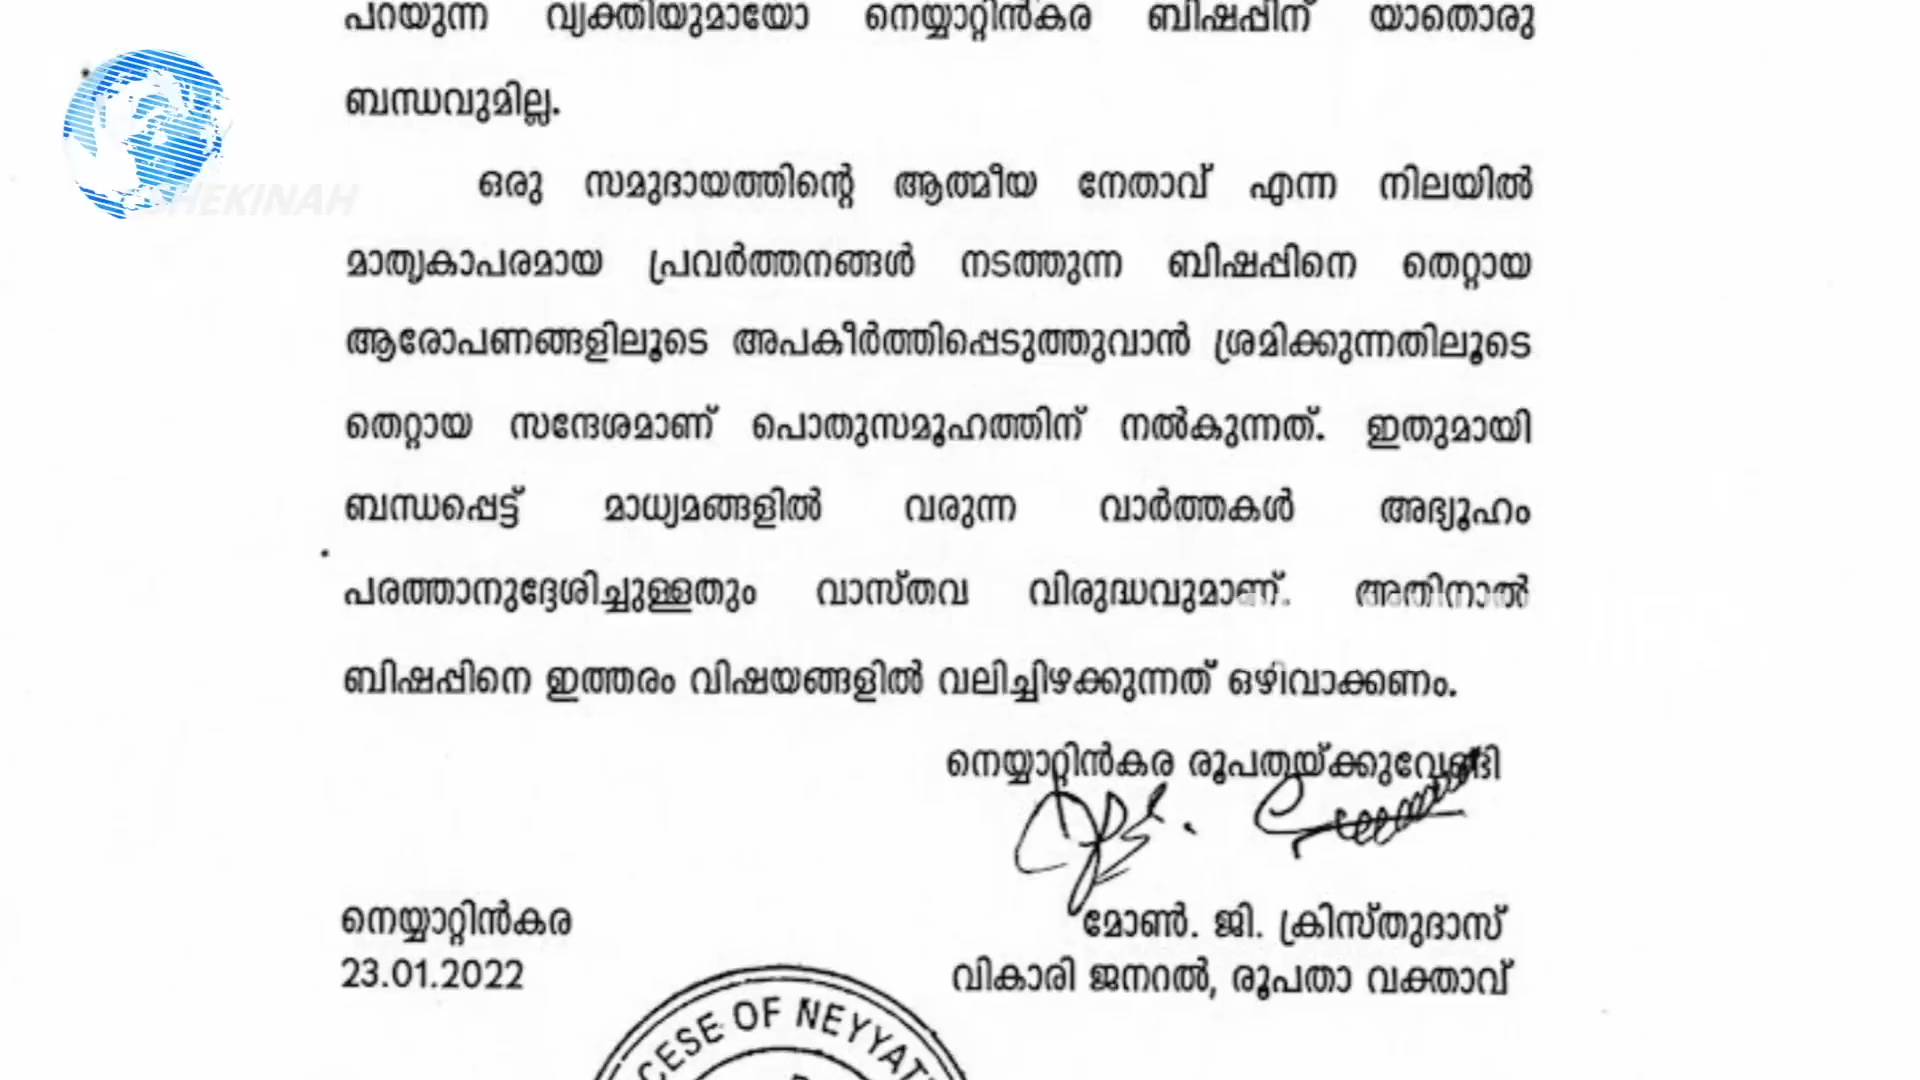 പറയുന്ന വ്യക്തിയുമായോ നെയ്യാറ്റിൻകര ബിഷപ്പിന് യാതൊരു
ബന്ധവുമില്ല.
SHEKINAH
ഒരു സമുദായത്തിന്റെ ആത്മീയ നേതാവ് എന്ന നിലയിൽ
മാതൃകാപരമായ പ്രവർത്തനങ്ങൾ നടത്തുന്ന ബിഷപ്പിനെ തെറ്റായ
ആരോപണങ്ങളിലൂടെ അപകീർത്തിപ്പെടുത്തുവാൻ ശ്രമിക്കുന്നതിലൂടെ
തെറ്റായ സന്ദേശമാണ് പൊതുസമൂഹത്തിന് നൽകുന്നത്. ഇതുമായി
ബന്ധപ്പെട്ട് മാധ്യമങ്ങളിൽ വരുന്ന വാർത്തകൾ അഭ്യൂഹം
പരത്താനുദ്ദേശിച്ചുള്ളതും വാസ്തവ വിരുദ്ധവുമാണ്. അതിനാൽ
ബിഷപ്പിനെ ഇത്തരം വിഷയങ്ങളിൽ വലിച്ചിഴക്കുന്നത് ഒഴിവാക്കണം.
നെയ്യാറ്റിൻകര രൂപതയ്ക്കുവേണ്ടി
നെയ്യാറ്റിൻകര
23.01.2022
മോൺ. ജി. ക്രിസ്തുദാസ്
വികാരി ജനറൽ, രൂപതാ വക്താവ്
CESE OF NEYYAT